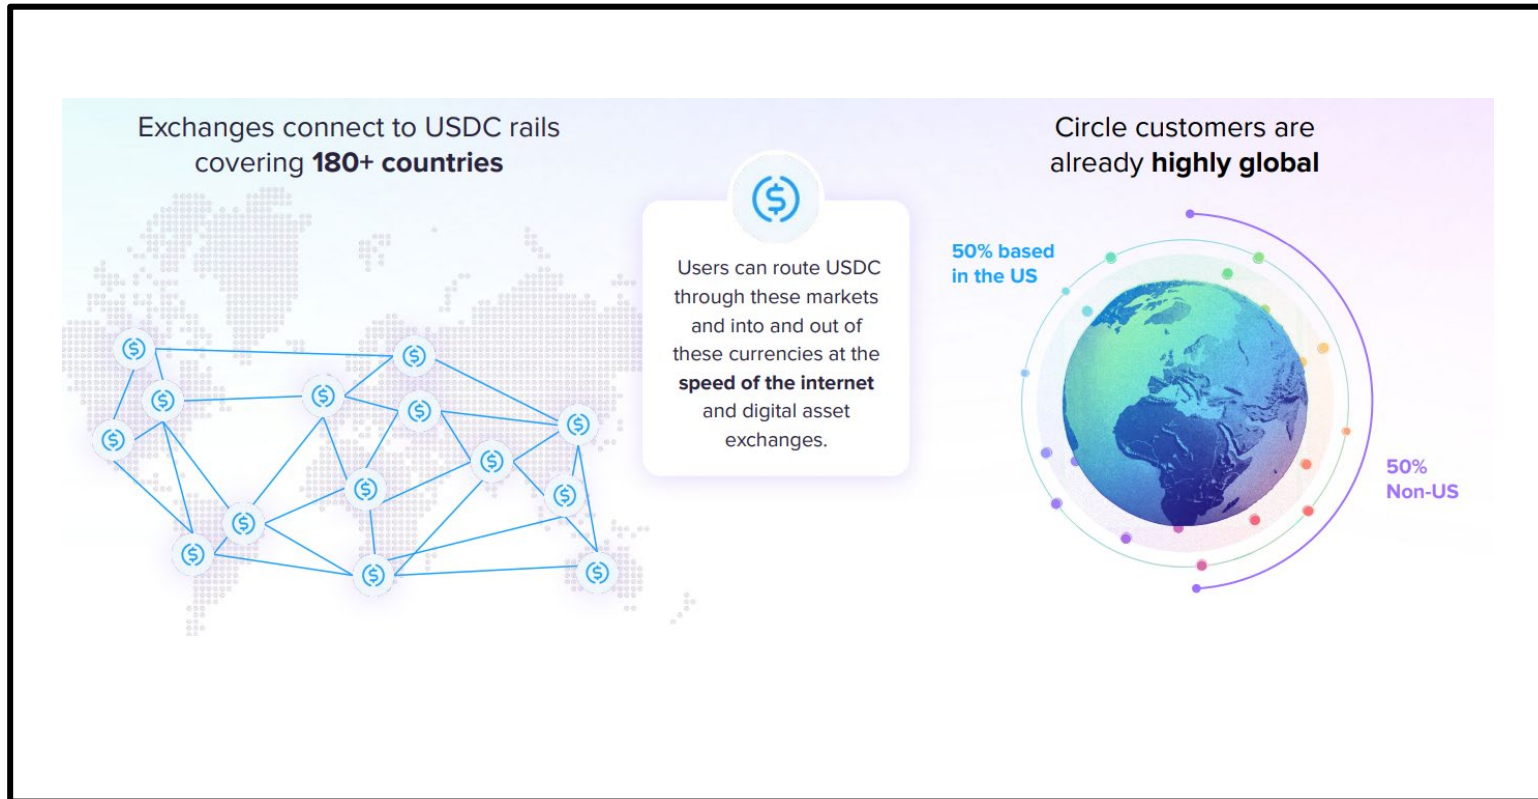 Exchanges connect to USDC rails
covering 180+ countries
Users can route USDC
through these markets
and into and out of
these currencies at the
speed of the internet
and digital asset
exchanges.
Circle customers are
already highly global
50% based
in the US
50%
Non-US